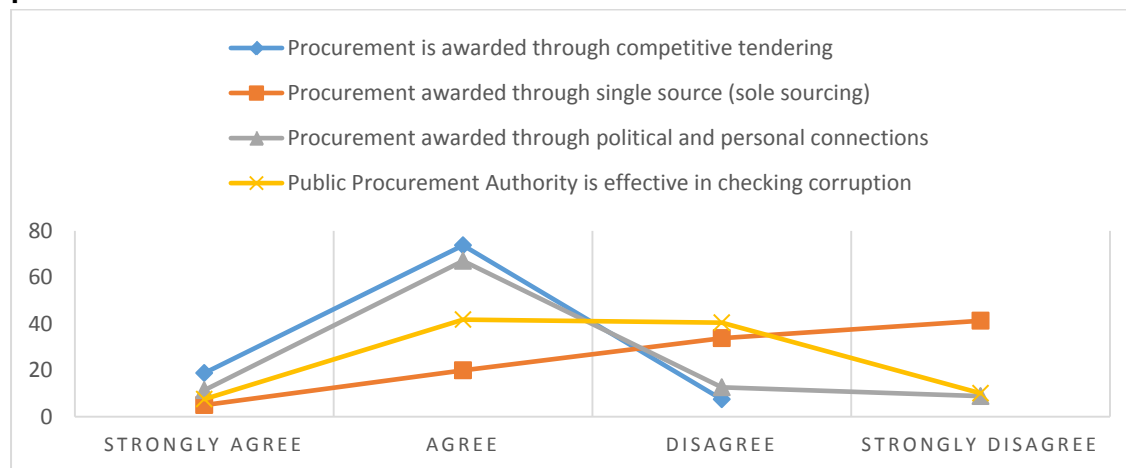 Procurement is awarded through competitive tendering
Procurement awarded through single source (sole sourcing)
Procurement awarded through political and personal connections
Public Procurement Authority is effective in checking corruption
80
60
40
20
0
STRONGLY AGREE AGREE DISAGREE STRONGLY DISAGREE